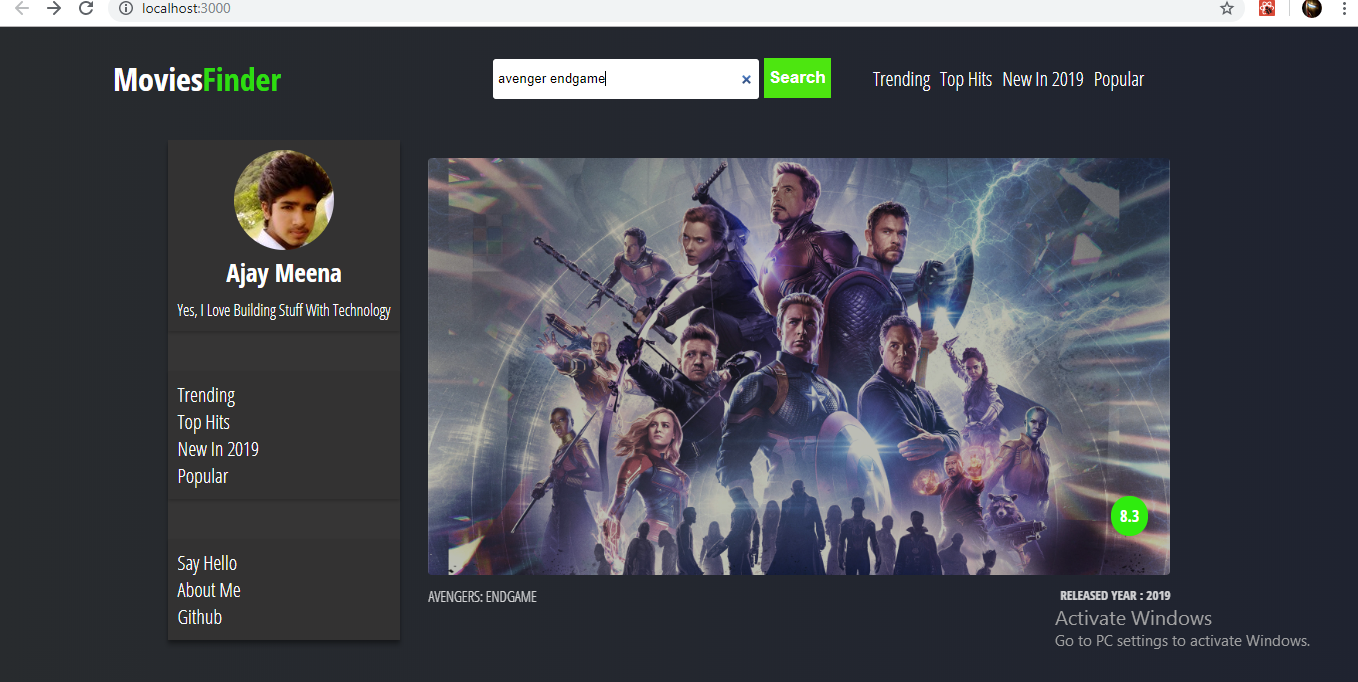 localhost:3000
MoviesFinder
avenger endgame × Search
Trending Top Hits New In 2019 Popular
Ajay Meena
Yes, I Love Building Stuff With Technology
Trending
Top Hits
New In 2019
Popular
Say Hello
About Me
Github
8.3
AVENGERS: ENDGAME
RELEASED YEAR : 2019
Activate Windows
Go to PC settings to activate Windows.